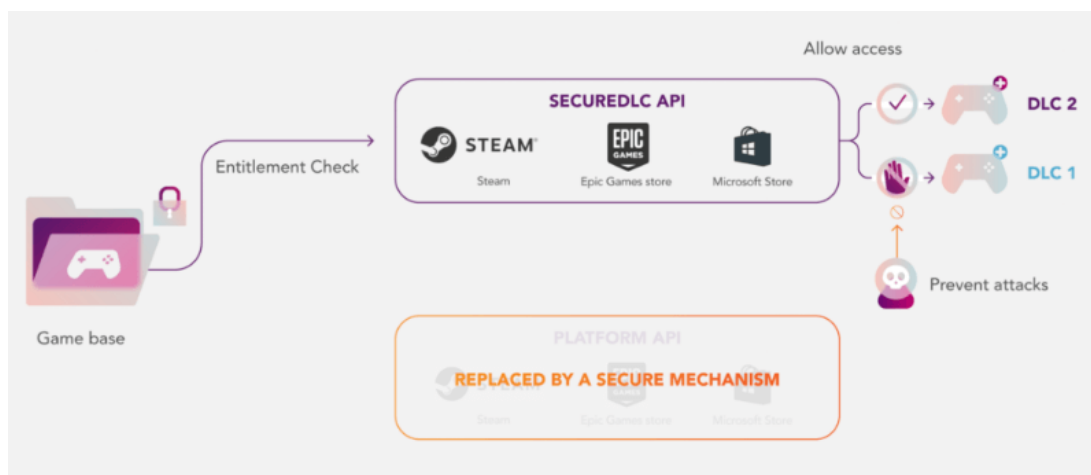 Allow access
SECUREDLC API
STEAM®
EPIC
GAMES
Steam
Epic Games store
Microsoft Store
DLC 2
DLC 1
Entitlement Check
Prevent attacks
Game base
PLATFORM API
REPLACED BY A SECURE MECHANISM
Steam
Epic Games store
Microsoft Store